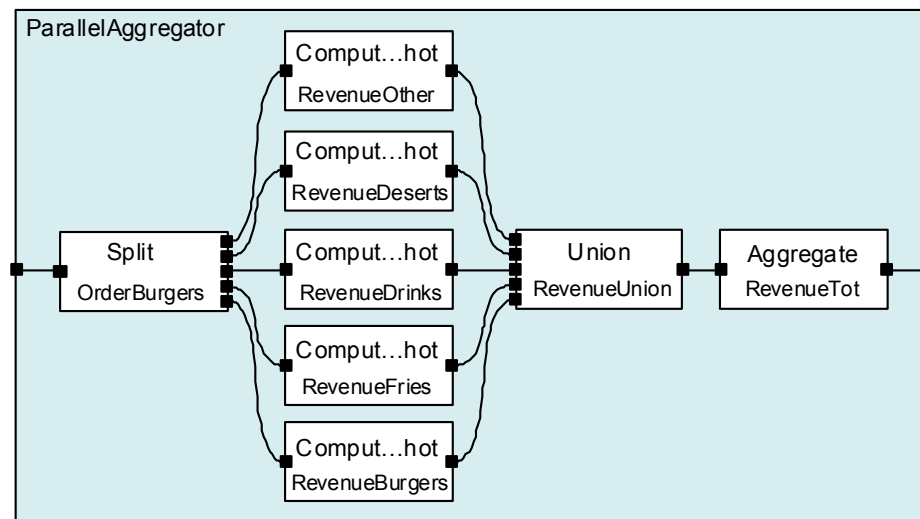 ParallelAggregator
Comput...hot
RevenueOther
Comput...hot
RevenueDeserts
Split
OrderBurgers
Comput...hot
RevenueDrinks
Union
RevenueUnion
Aggregate
RevenueTot
Comput...hot
RevenueFries
Comput...hot
RevenueBurgers